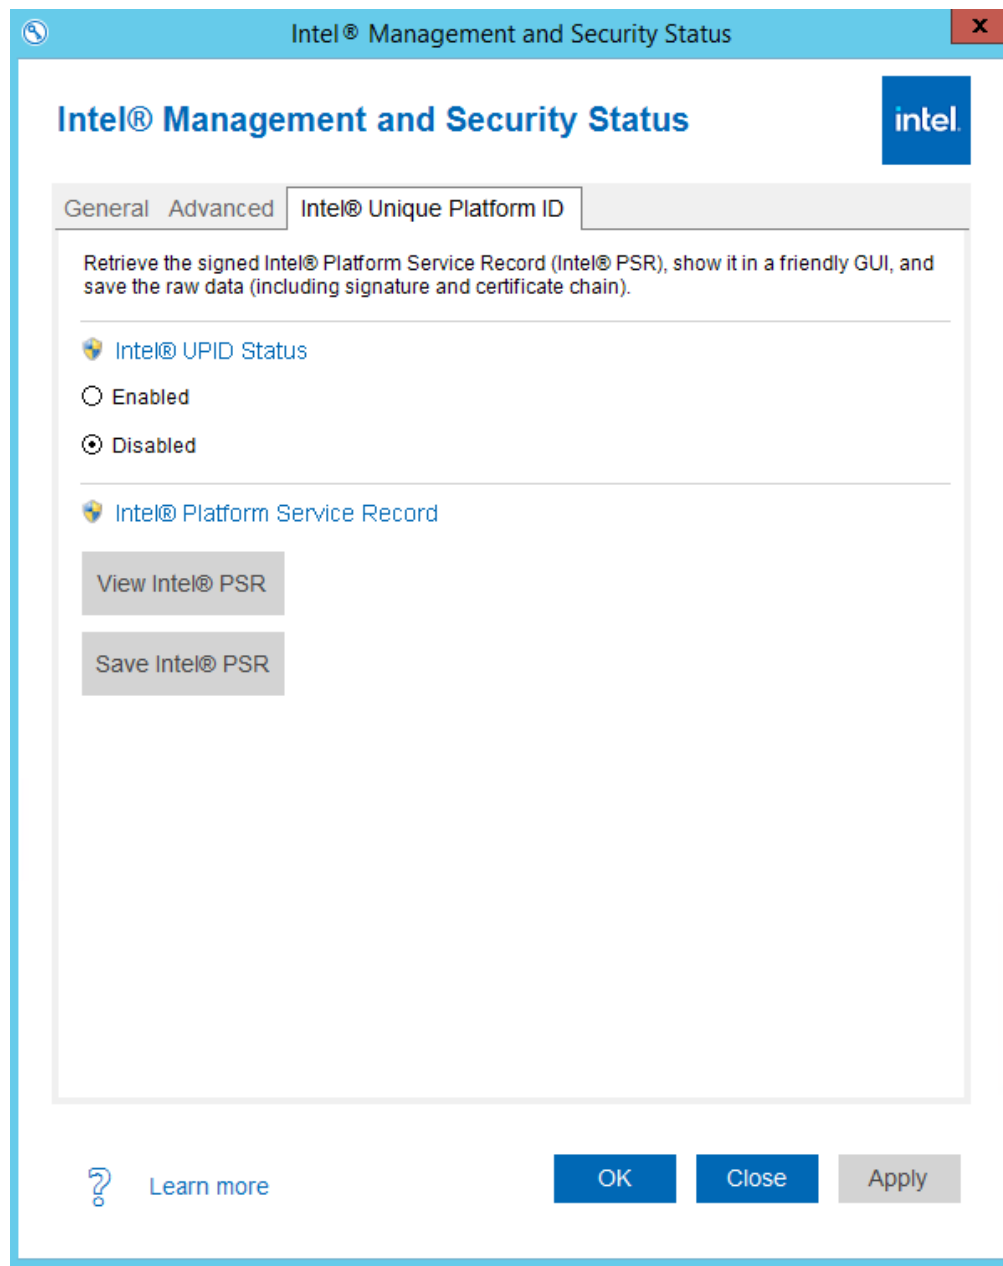 Intel® Management and Security Status
x
Intel® Management and Security Status
intel.
General Advanced Intel® Unique Platform ID
Retrieve the signed Intel® Platform Service Record (Intel® PSR), show it in a friendly GUI, and
save the raw data (including signature and certificate chain).
Intel® UPID Status
Enabled
Disabled
Intel® Platform Service Record
View Intel® PSR
Save Intel® PSR
? Learn more OK Close Apply